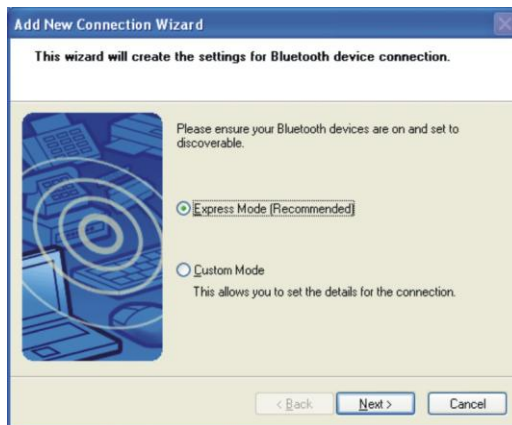 Add New Connection Wizard
This wizard will create the settings for Bluetooth device connection.
Please ensure your Bluetooth devices are on and set to
discoverable.
Express Mode (Recommended)
Custom Mode
This allows you to set the details for the connection.
< Back
Next >
Cancel